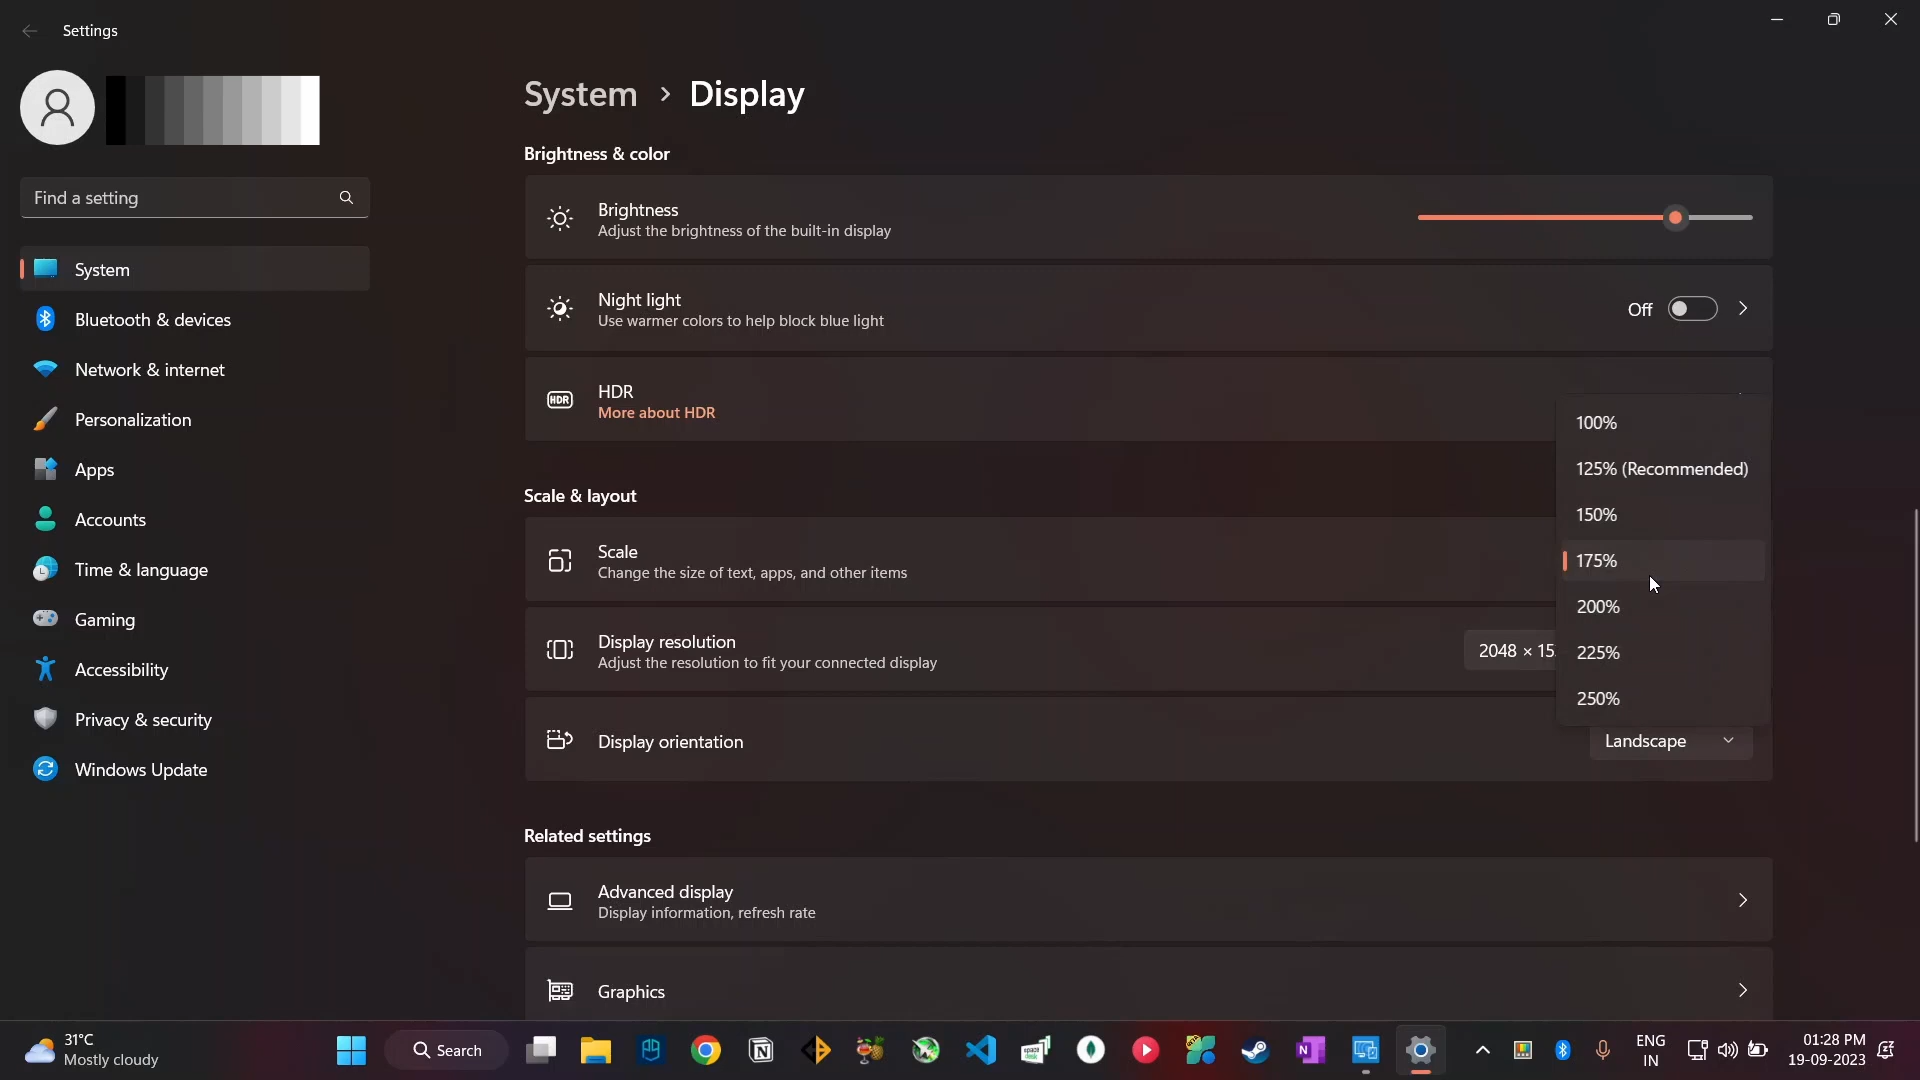 Settings
Find a setting
System
Bluetooth & devices
Network & internet
Personalization
Apps
Accounts
Time & language
Gaming
Accessibility
Privacy & security
Windows Update
System > Display
Brightness & color
Brightness
Adjust the brightness of the built-in display
Night light
Use warmer colors to help block blue light
Off
HDR
HDR
More about HDR
Scale & layout
Scale
Change the size of text, apps, and other items
100%
125% (Recommended)
150%
175%
200%
225%
250%
Display resolution
Adjust the resolution to fit your connected display
2048 × 15
Display orientation
Landscape
Related settings
Advanced display
Display information, refresh rate
Graphics
31°C
Mostly cloudy
Search
ENG
IN
01:28 PM
19-09-2023